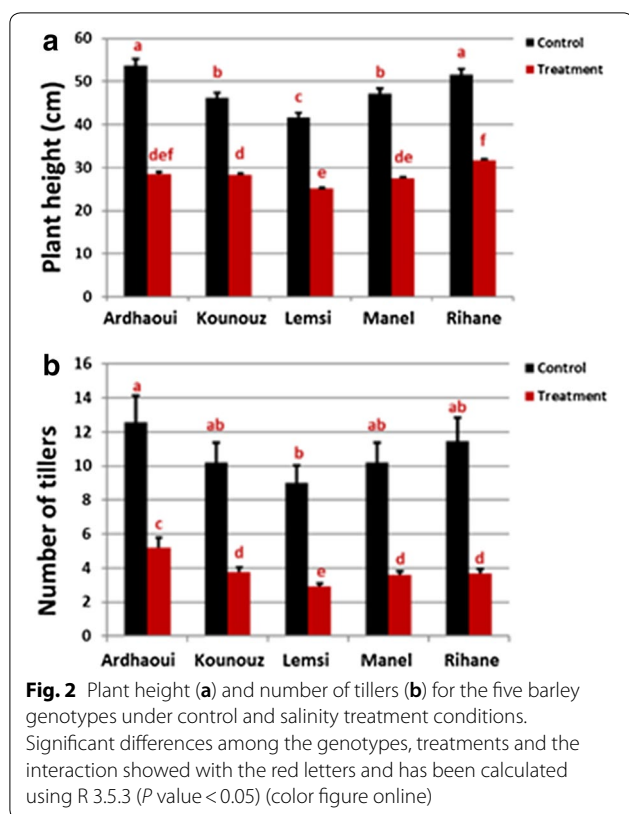 a
Plant height (cm)
60
50
40
30
20
10
0
a
b
c
b
a
def
d
e
de
f
Control
Treatment
Ardhaoui Kounouz Lemsi Manel Rihane
b
Number of tillers
16
14
12
10
8
6
4
2
0
a
ab
b
ab
ab
c
d
e
d
d
Control
Treatment
Ardhaoui Kounouz Lemsi Manel Rihane
Fig. 2 Plant height (a) and number of tillers (b) for the five barley
genotypes under control and salinity treatment conditions.
Significant differences among the genotypes, treatments and the
interaction showed with the red letters and has been calculated
using R 3.5.3 (P value < 0.05) (color figure online)